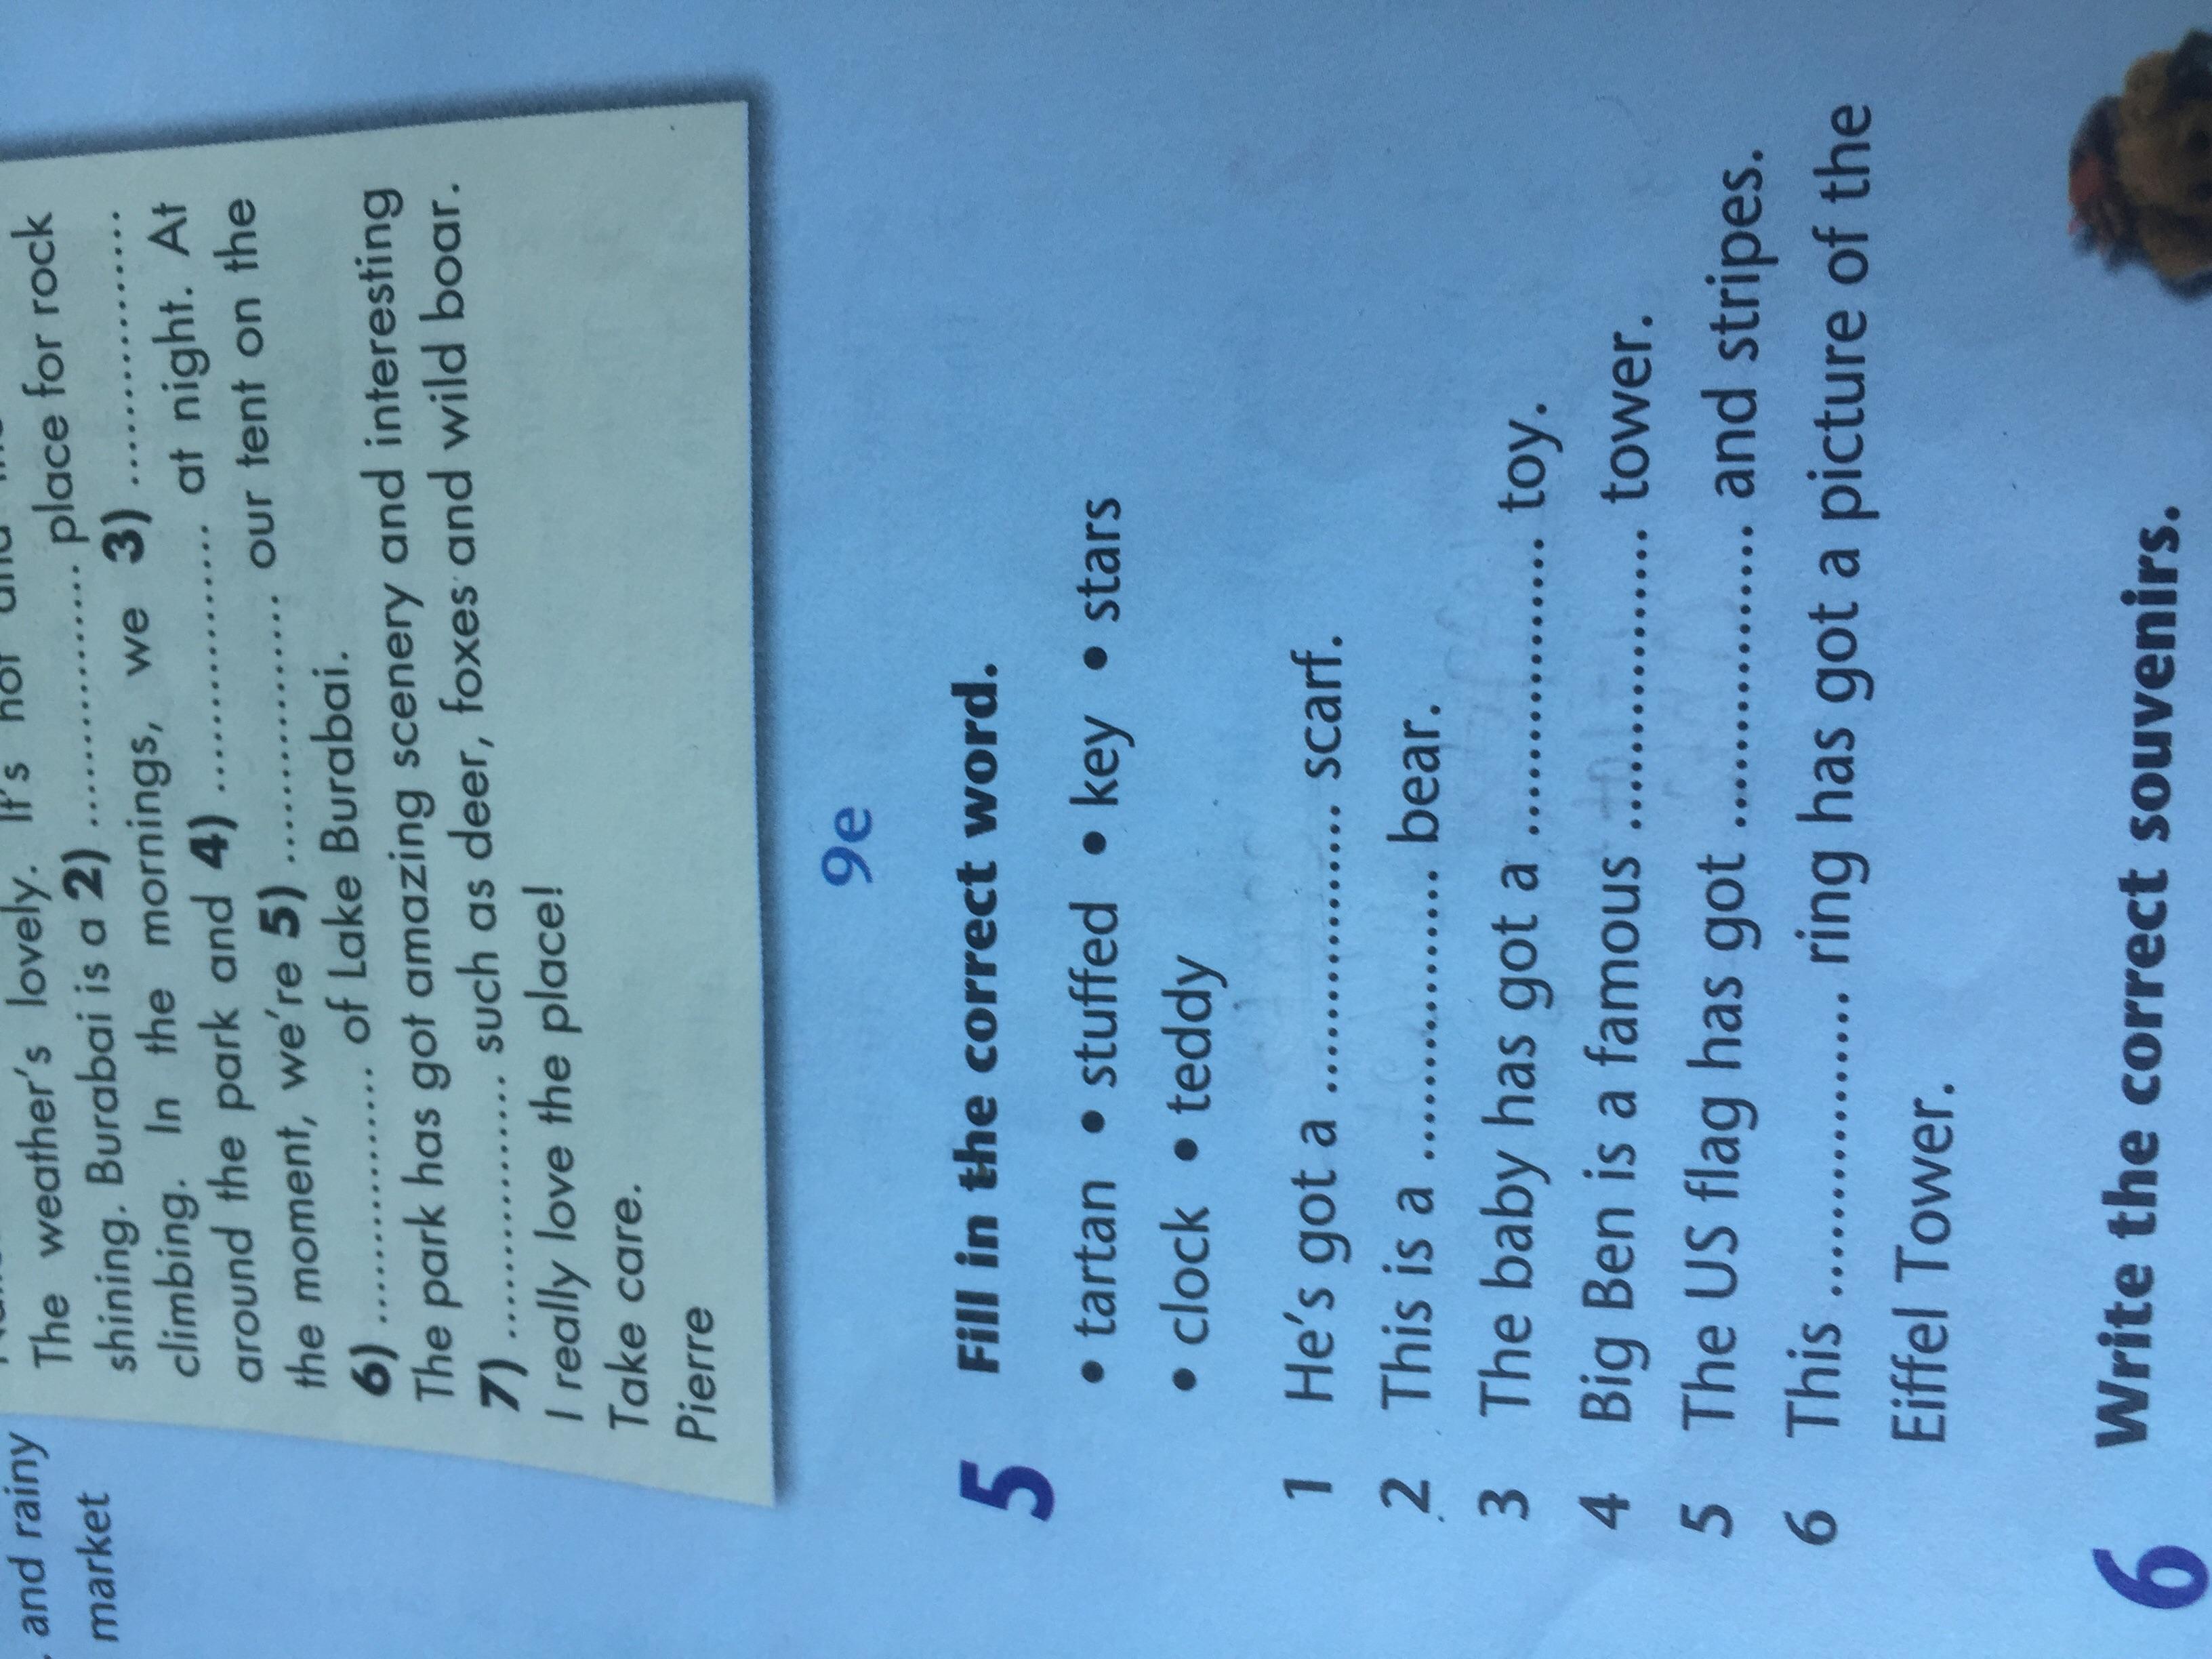 and rainy
market
The weather's lovely. It's hot
shining. Burabai is a 2) .................. place for rock
climbing. In the mornings, we 3) ..................
around the park and 4) .................. at night. At
the moment, we're 5) .................. our tent on the
6) .................. of Lake Burabai.
The park has got amazing scenery and interesting
7) .................. such as deer, foxes and wild boar.
I really love the place!
Take care.
Pierre
9e
5 Fill in the correct word.
• tartan • stuffed • key • stars
• clock • teddy
1 He's got a .................. scarf.
2 This is a .................. bear.
3 The baby has got a .................. toy.
4 Big Ben is a famous .................. tower.
5 The US flag has got .................. and stripes.
6 This .................. ring has got a picture of the
Eiffel Tower.
6 Write the correct souvenirs.